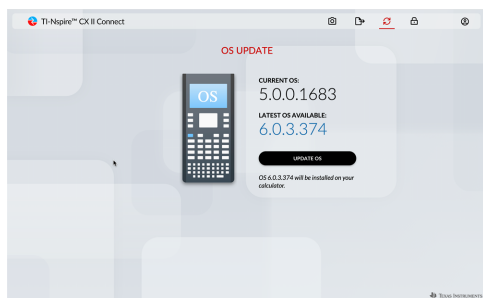 TI-Nspire™ CX II Connect
OS UPDATE
OS
CURRENT OS:
5.0.0.1683
LATEST OS AVAILABLE:
6.0.3.374
UPDATE OS
OS 6.0.3.374 will be installed on your
calculator.
TEXAS INSTRUMENTS